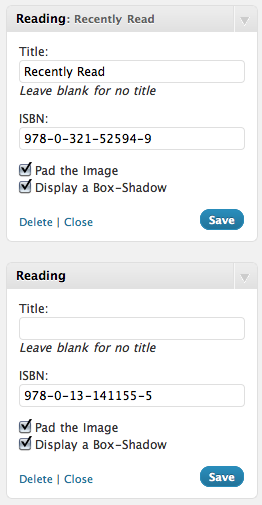 Reading: Recently Read
Title:
Recently Read
Leave blank for no title
ISBN:
978-0-321-52594-9
Pad the Image
Display a Box-Shadow
Delete | Close Save
Reading
Title:
Leave blank for no title
ISBN:
978-0-13-141155-5
Pad the Image
Display a Box-Shadow
Delete | Close Save